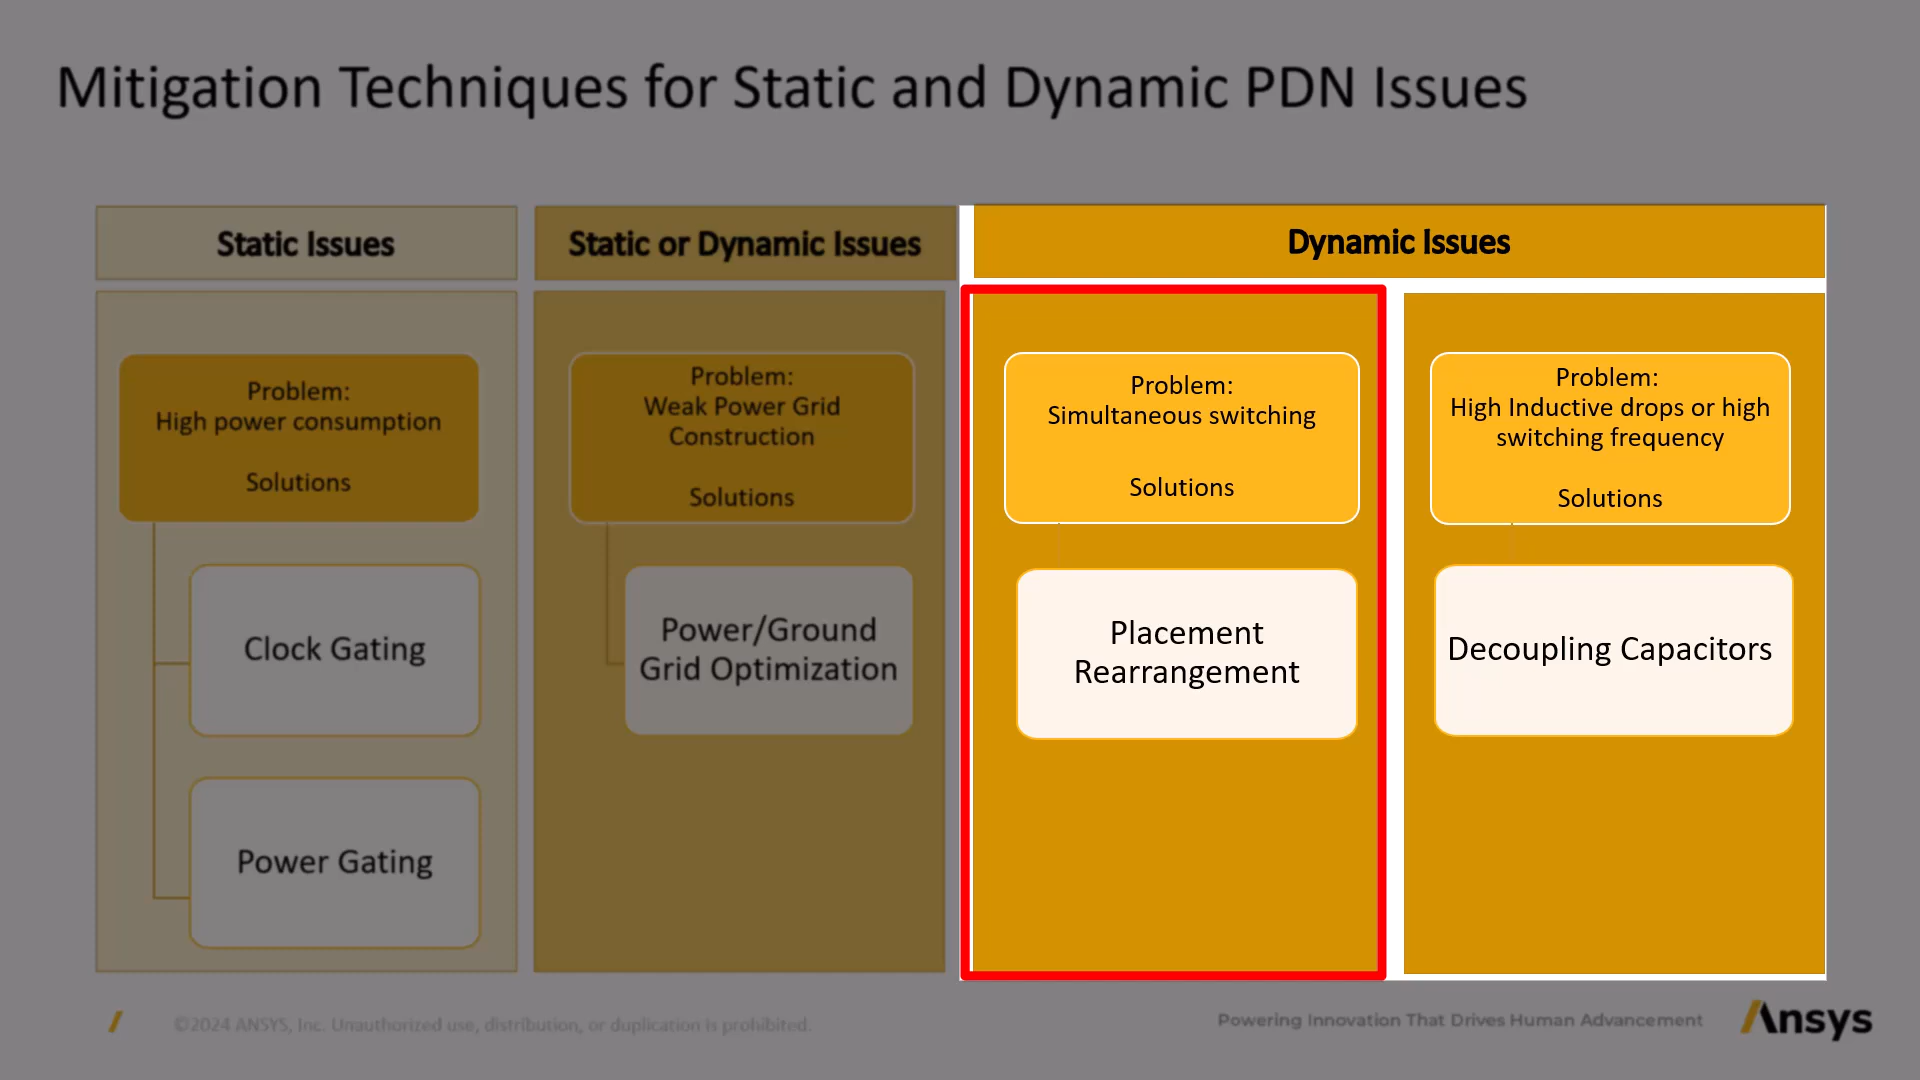 Mitigation Techniques for Static and Dynamic PDN Issues
Static Issues
Problem:
High power consumption
Solutions
Clock Gating
Power Gating
Static or Dynamic Issues
Problem:
Weak Power Grid
Construction
Solutions
Power/Ground
Grid Optimization
Dynamic Issues
Problem:
Simultaneous switching
Solutions
Placement
Rearrangement
Problem:
High Inductive drops or high
switching frequency
Solutions
Decoupling Capacitors
©2024 ANSYS, Inc. Unauthorized use, distribution, or duplication is prohibited.
Powering Innovation That Drives Human Advancement
Ansys